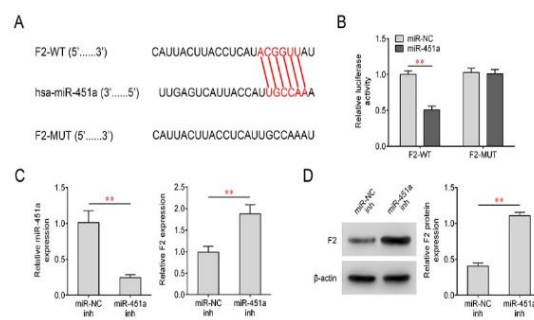 A
F2-WT (5'......3')
CAUUACUUACCUCAUACGGUUAU
hsa-miR-451a (3'......5')
UUGAGUCAUUACCAUUGCCAAA
F2-MUT (5'......3')
CAUUACUUACCUCAUUGCCAAAU
B
Relative luciferase
activity
1.5
1.0
0.5
0.0
miR-NC
miR-451a
**
F2-WT
F2-MUT
C
Relative miR-451a
expression
1.5
1.0
0.5
0.0
**
miR-NC
inh
miR-451a
inh
Relative F2 expression
2.5
2.0
1.5
1.0
0.5
0.0
**
miR-NC
inh
miR-451a
inh
D
miR-NC
inh
miR-451a
inh
F2
β-actin
Relative F2 protein
expression
1.5
1.0
0.5
0.0
**
miR-NC
inh
miR-451a
inh